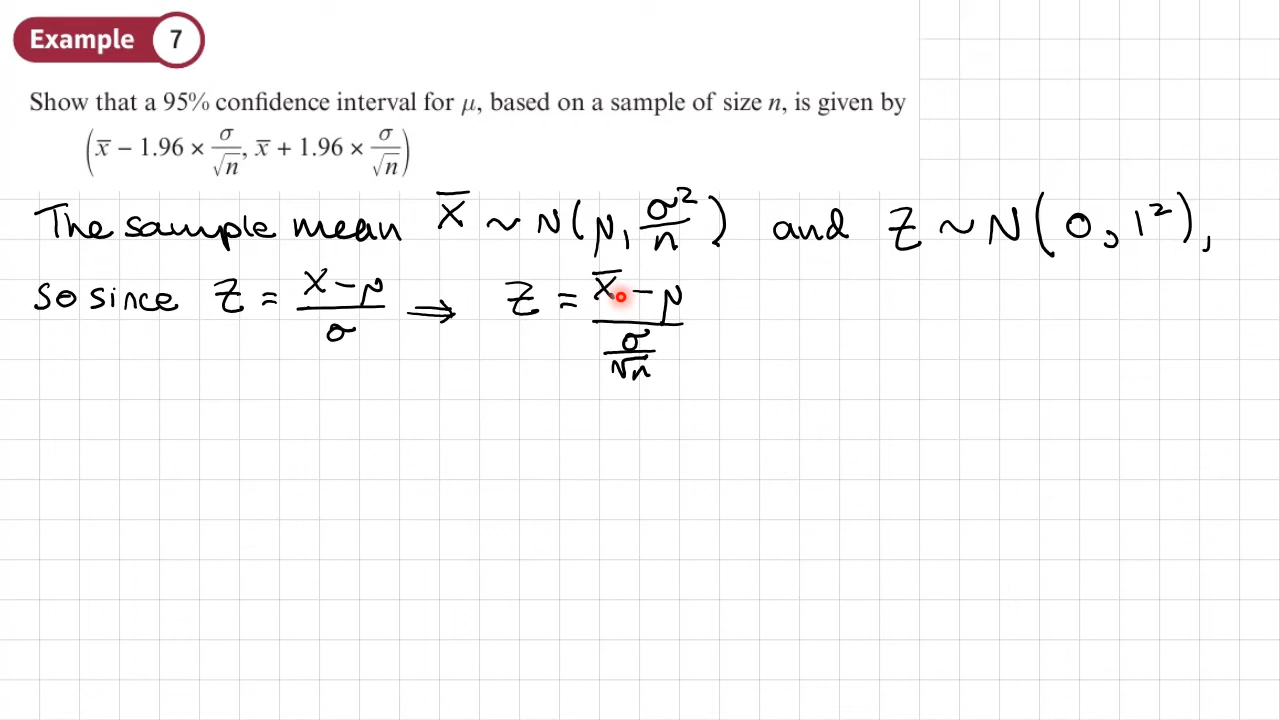 Example 7
Show that a 95% confidence interval for μ, based on a sample of size n, is given by
(x̄ − 1.96 × σ/√n, x̄ + 1.96 × σ/√n)
The sample mean X̄ ~ N(μ, σ²/n) and Z ~ N(0, 1²),
so since Z = (X − μ)/σ ⟹ Z = (X̄ − μ)/(σ/√n)